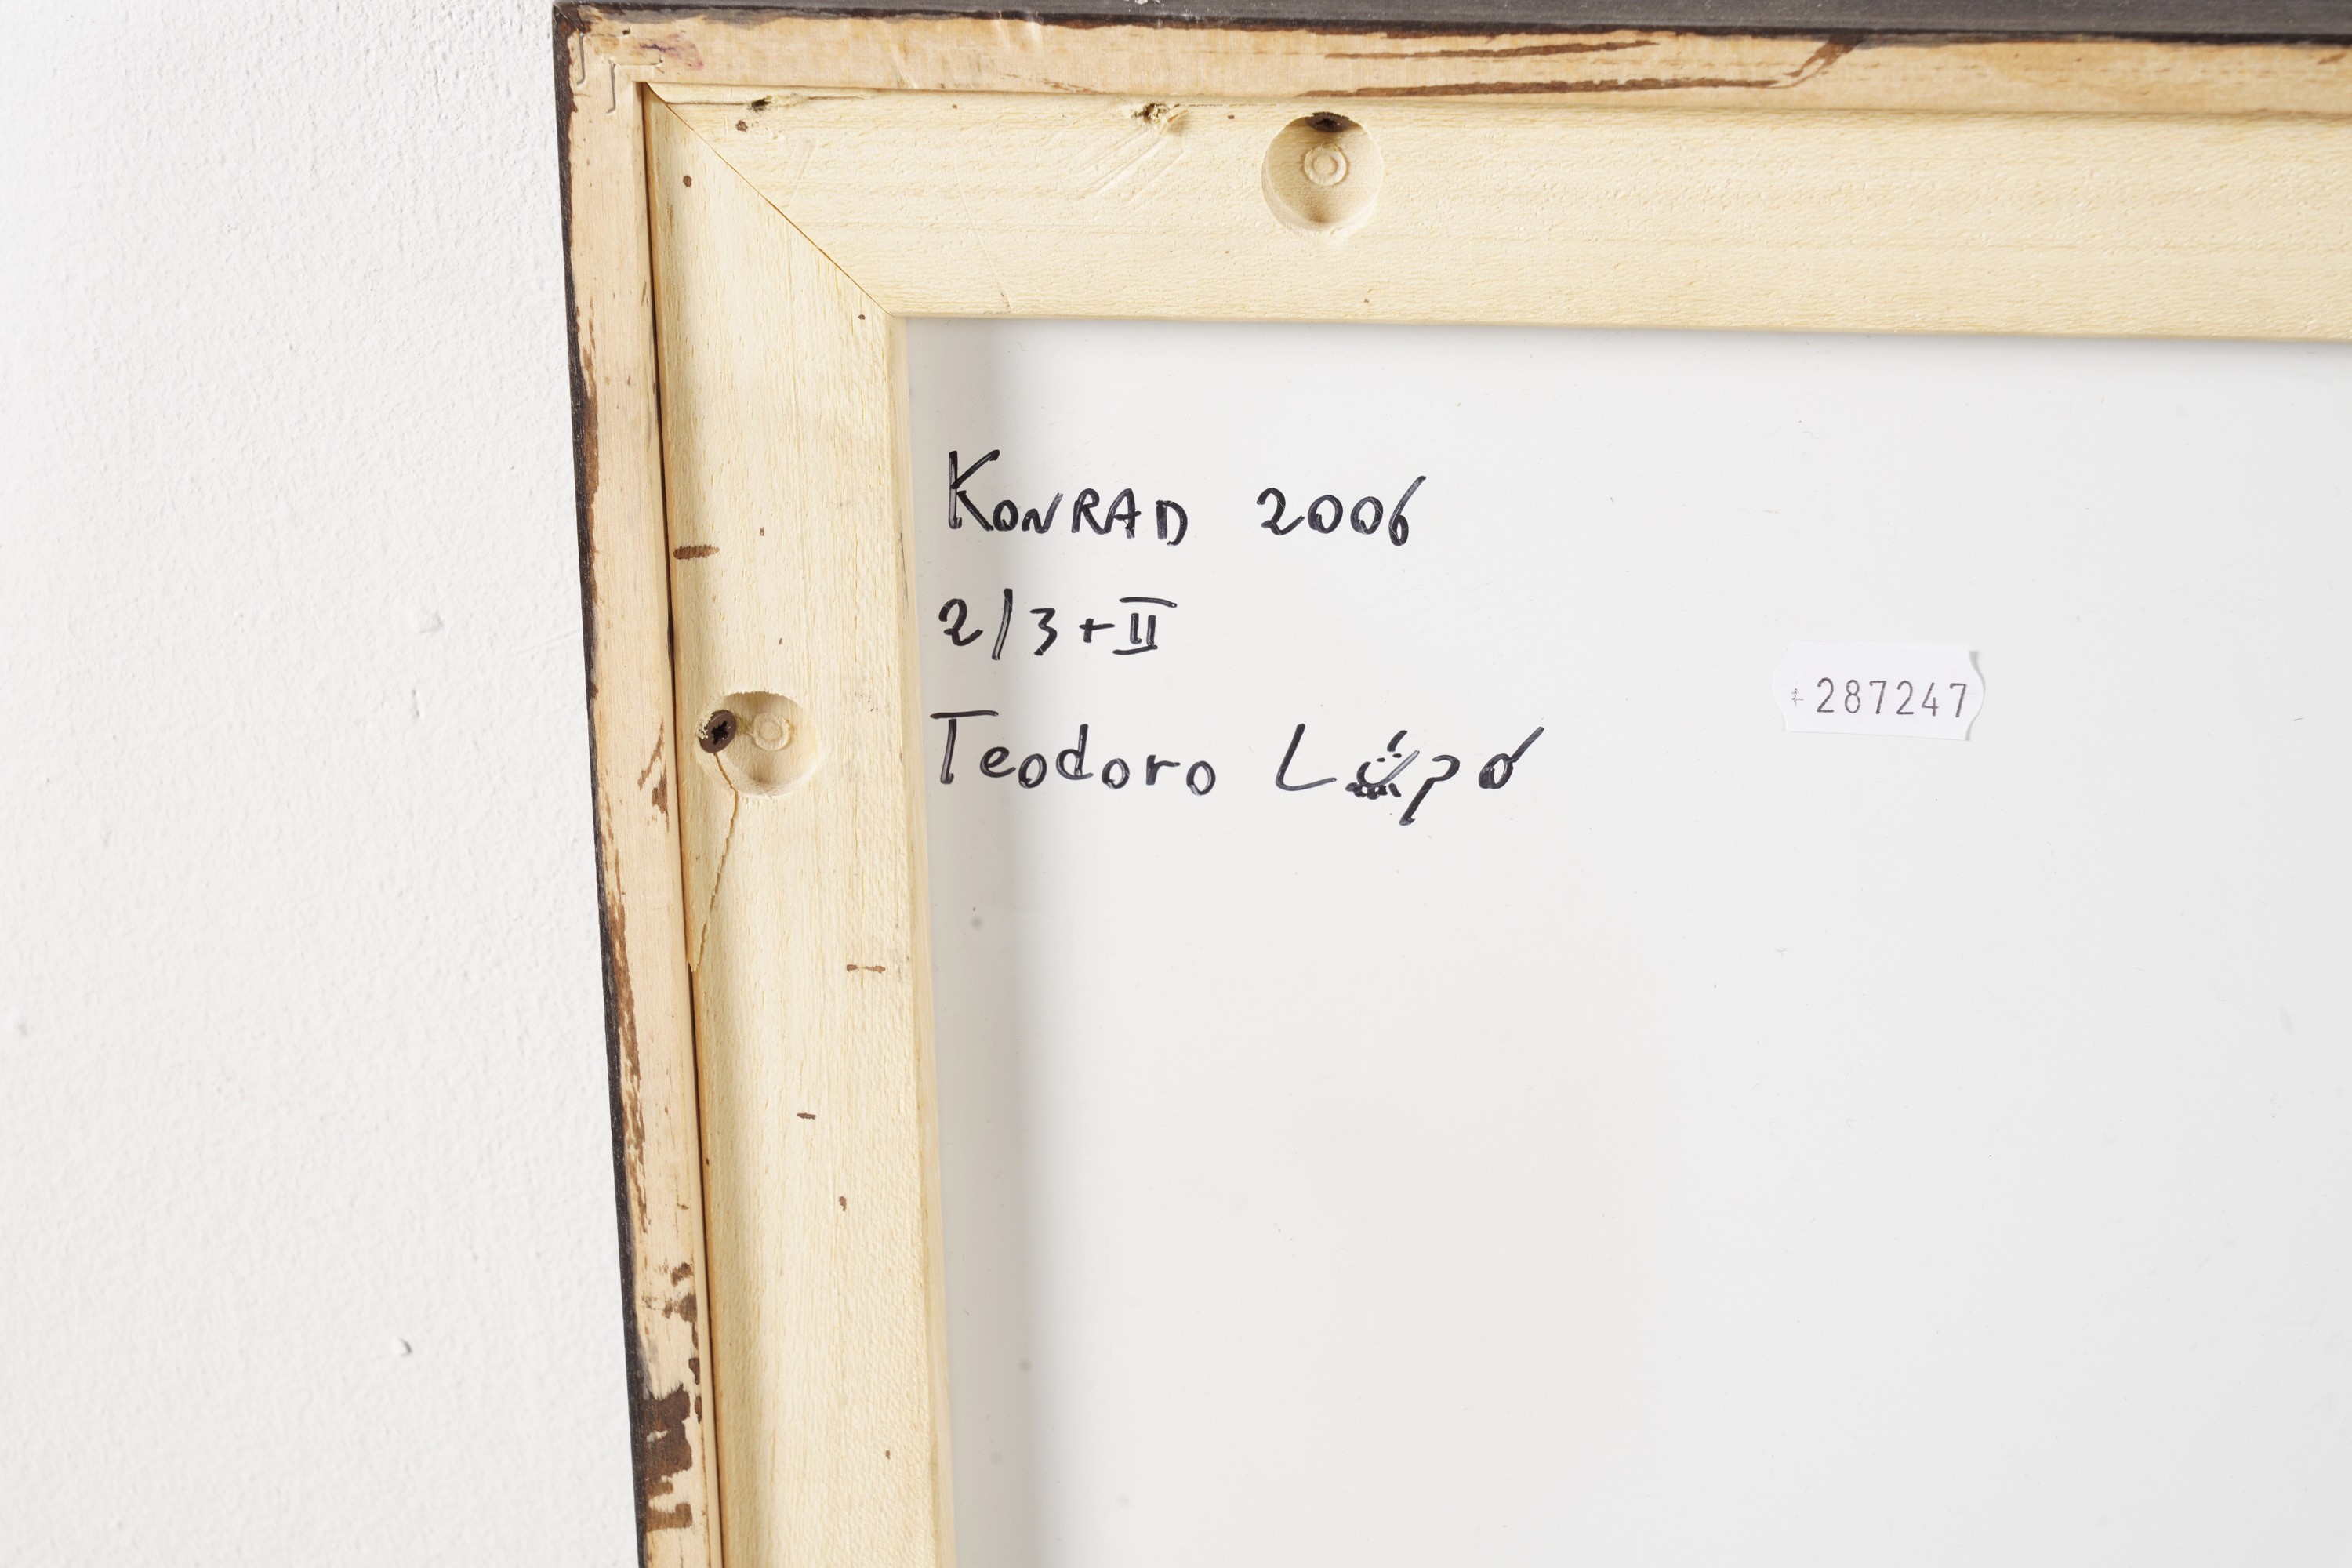 KONRAD 2006
2/3 + II
Teodoro
287247